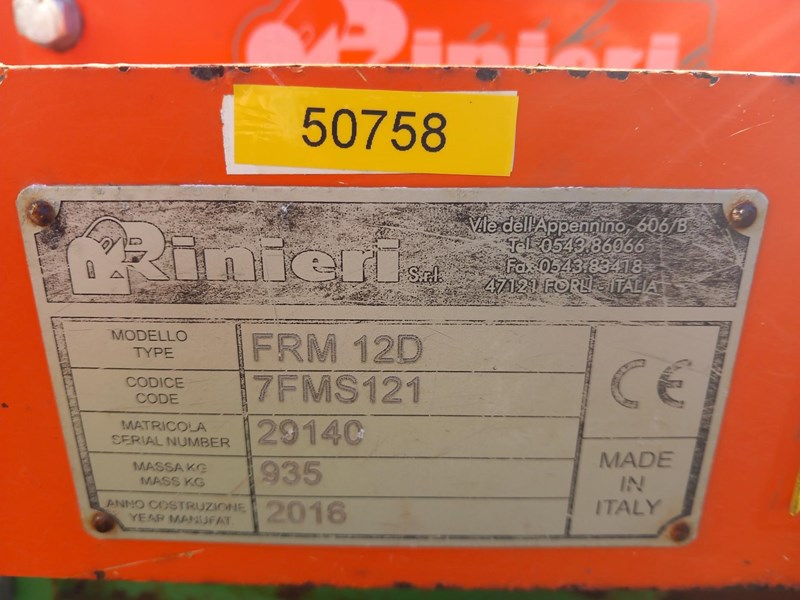 Rinieri
50758
Rinieri S.r.l.
V.le dell'Appennino, 606/B
Tel. 0543.86066
Fax 0543.83418
47121 FORLI - ITALIA
MODELLO
TYPE
FRM 12D
CODICE
CODE
7FMS121
MATRICOLA
SERIAL NUMBER
29140
MASSA KG
MASS KG
935
ANNO COSTRUZIONE
YEAR MANUFAT.
2016
CE
MADE
IN
ITALY